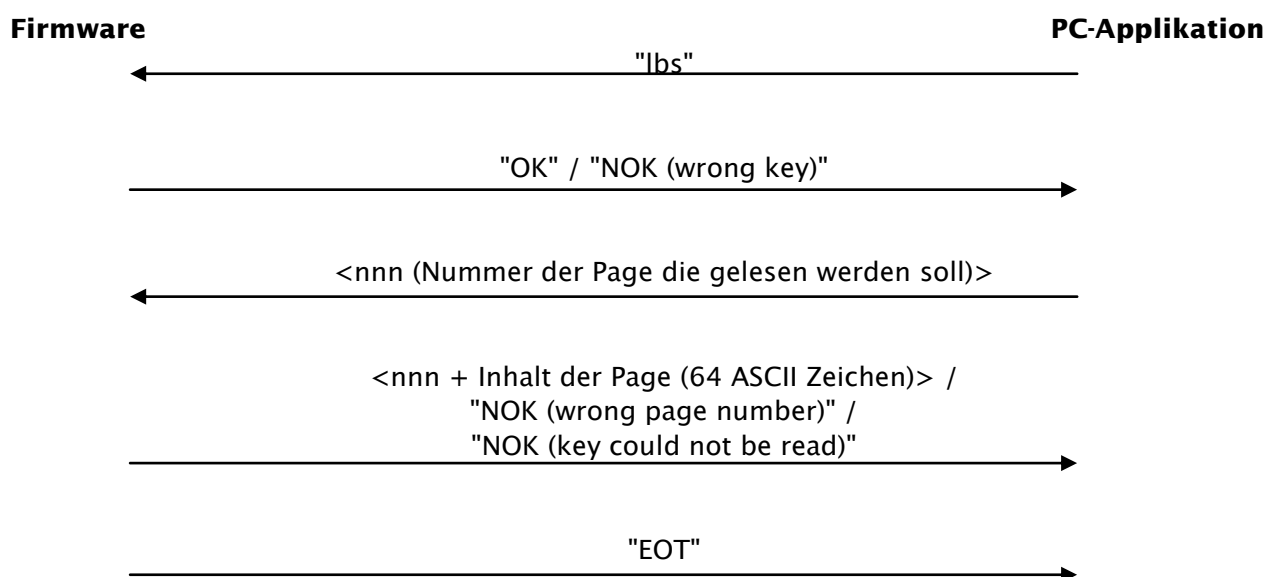 Firmware PC-Applikation
"lbs"
"OK" / "NOK (wrong key)"
<nnn (Nummer der Page die gelesen werden soll)>
<nnn + Inhalt der Page (64 ASCII Zeichen)> /
"NOK (wrong page number)" /
"NOK (key could not be read)"
"EOT"